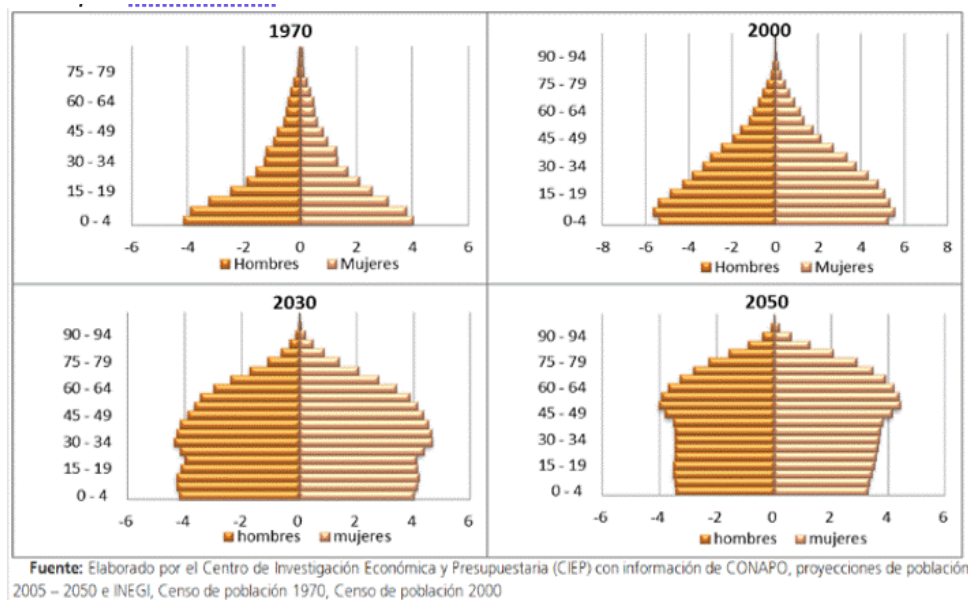 1970
75 - 79
60 - 64
45 - 49
30 - 34
15 - 19
0 - 4
-6 -4 -2 0 2 4 6
Hombres Mujeres
2000
90 - 94
75 - 79
60 - 64
45 - 49
30 - 34
15 - 19
0-4
-8 -6 -4 -2 0 2 4 6 8
Hombres Mujeres
2030
90 - 94
75 - 79
60 - 64
45 - 49
30 - 34
15 - 19
0 - 4
-6 -4 -2 0 2 4 6
hombres mujeres
2050
90 - 94
75 - 79
60 - 64
45 - 49
30 - 34
15 - 19
0 - 4
-6 -4 -2 0 2 4 6
hombres mujeres
Fuente: Elaborado por el Centro de Investigación Económica y Presupuestaria (CIEP) con información de CONAPO, proyecciones de población
2005 – 2050 e INEGI, Censo de población 1970, Censo de población 2000